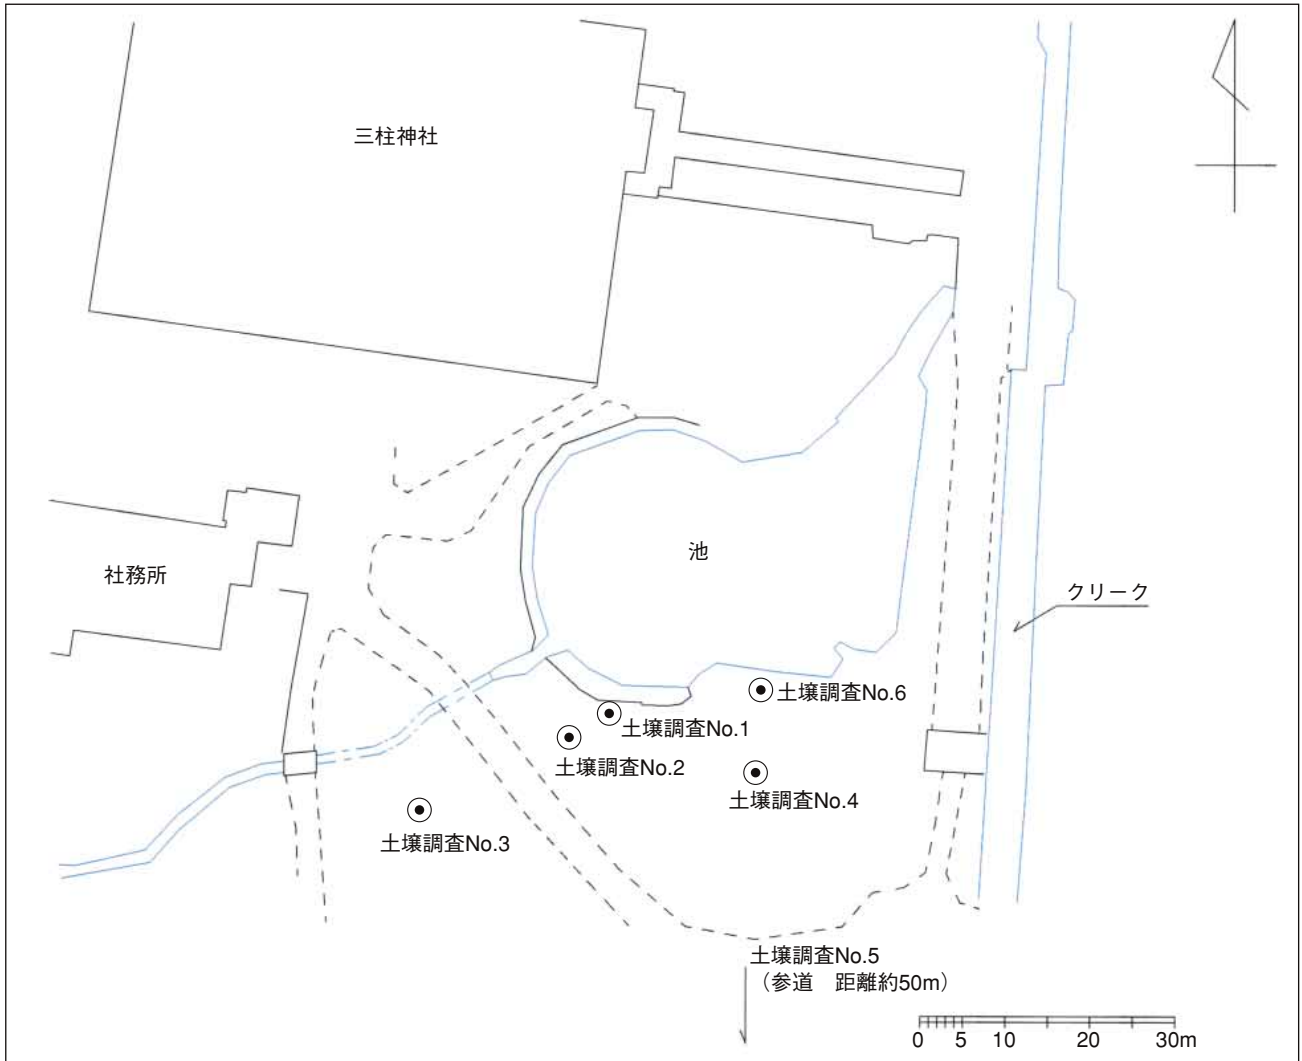 三柱神社
社務所
池
クリーク
土壌調査No.6
土壌調査No.1
土壌調査No.2
土壌調査No.4
土壌調査No.3
土壌調査No.5
（参道　距離約50m）
0 5 10 20 30m